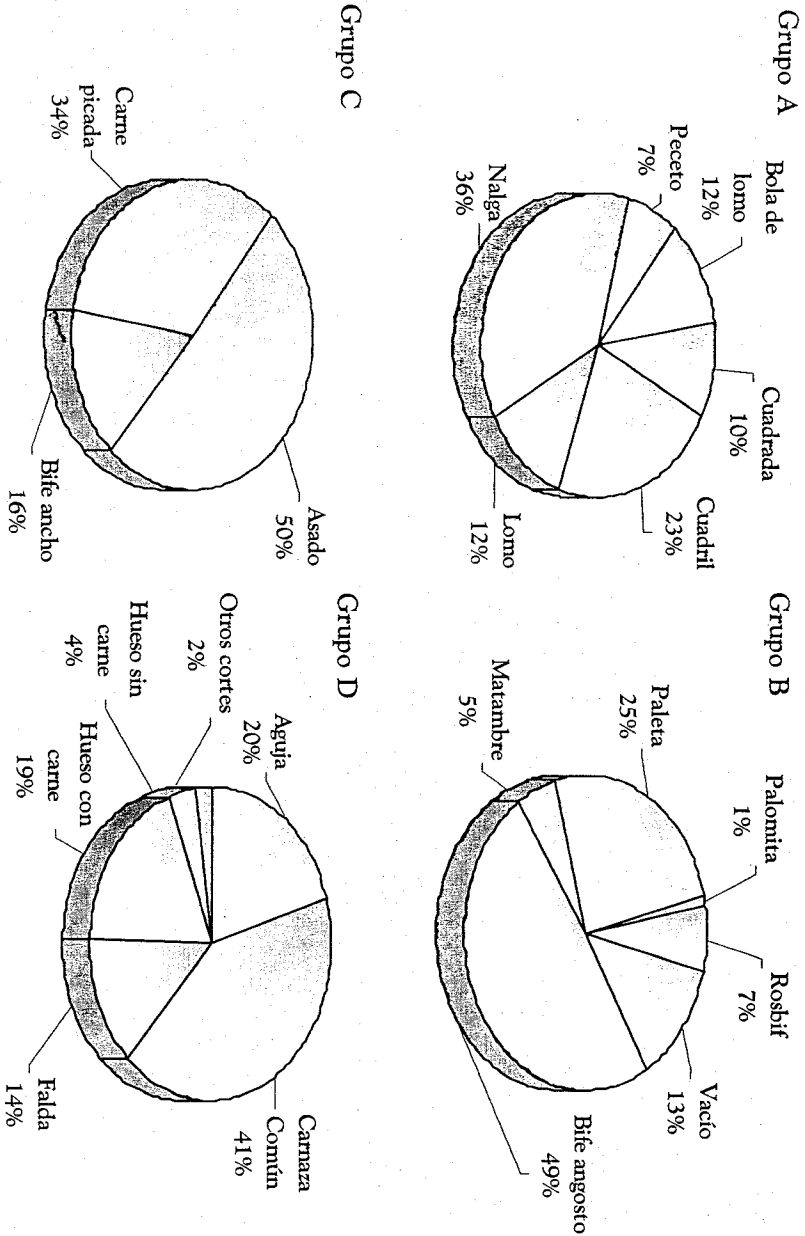 Grupo A
Bola de
lomo
12%
Peceto
7%
Nalga
36%
Cuadrada
10%
Cuadril
23%
Lomo
12%
Grupo B
Paleta
25%
Matambre
5%
Palomita
1%
Rosbif
7%
Vacío
13%
Bife angosto
49%
Grupo C
Carne
picada
34%
Asado
50%
Bife ancho
16%
Grupo D
Aguja
20%
Otros cortes
2%
Hueso sin
carne
4%
Hueso con
carne
19%
Carnaza
Común
41%
Falda
14%